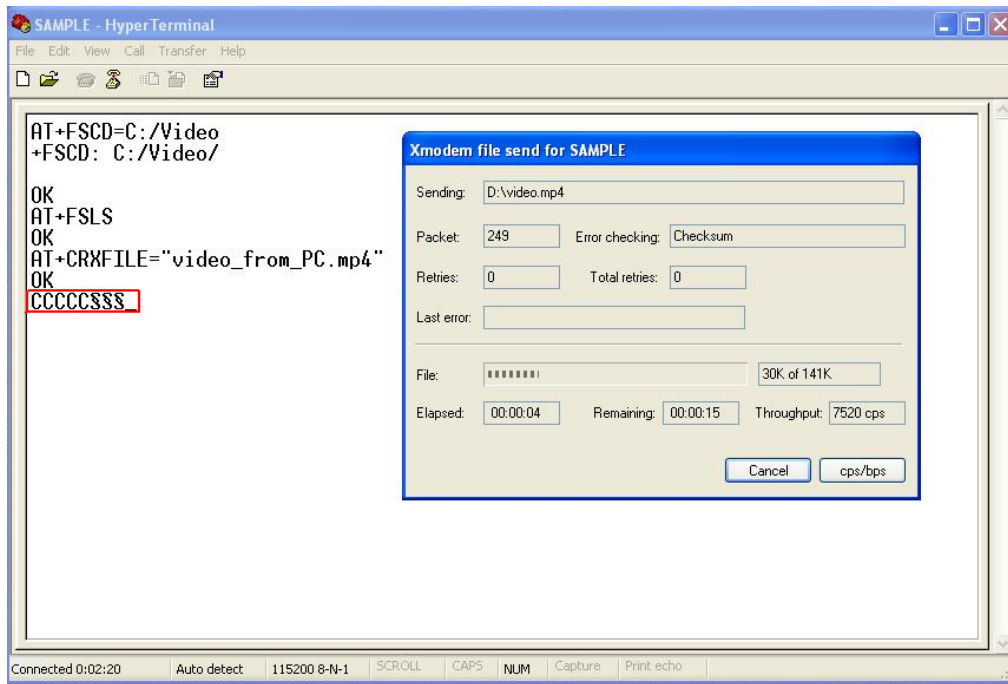 SAMPLE - HyperTerminal
File Edit View Call Transfer Help
AT+FSCD=C:/Video
+FSCD: C:/Video/
OK
AT+FSLS
OK
AT+CRXFILE="video_from_PC.mp4"
OK
CCCCC§§§_
Xmodem file send for SAMPLE
Sending: D:\video.mp4
Packet: 249 Error checking: Checksum
Retries: 0 Total retries: 0
Last error:
File: 30K of 141K
Elapsed: 00:00:04 Remaining: 00:00:15 Throughput: 7520 cps
Cancel cps/bps
Connected 0:02:20 Auto detect 115200 8-N-1 SCROLL CAPS NUM Capture Print echo